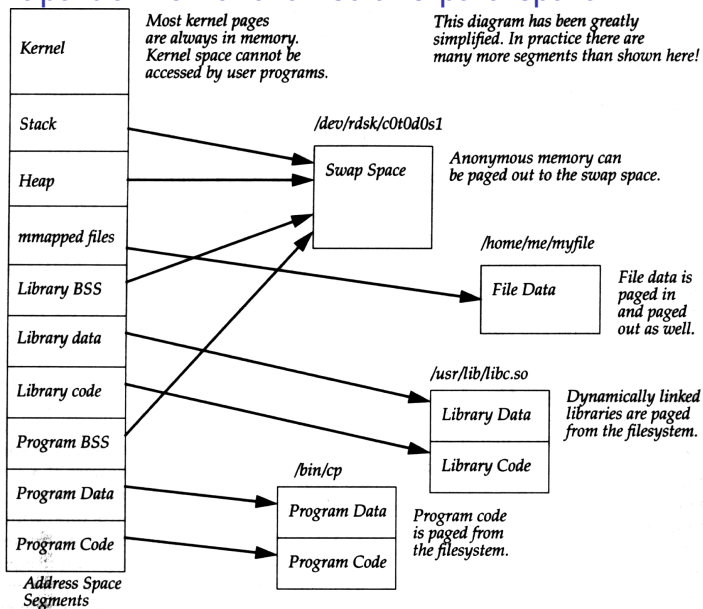 Kernel
Most kernel pages
are always in memory.
Kernel space cannot be
accessed by user programs.
This diagram has been greatly
simplified. In practice there are
many more segments than shown here!
Stack
/dev/rdsk/c0t0d0s1
Swap Space
Anonymous memory can
be paged out to the swap space.
Heap
mmapped files
/home/me/myfile
File Data
File data is
paged in
and paged
out as well.
Library BSS
Library data
/usr/lib/libc.so
Library Data
Library Code
Dynamically linked
libraries are paged
from the filesystem.
Library code
Program BSS
/bin/cp
Program Data
Program Code
Program code
is paged from
the filesystem.
Program Data
Program Code
Address Space
Segments